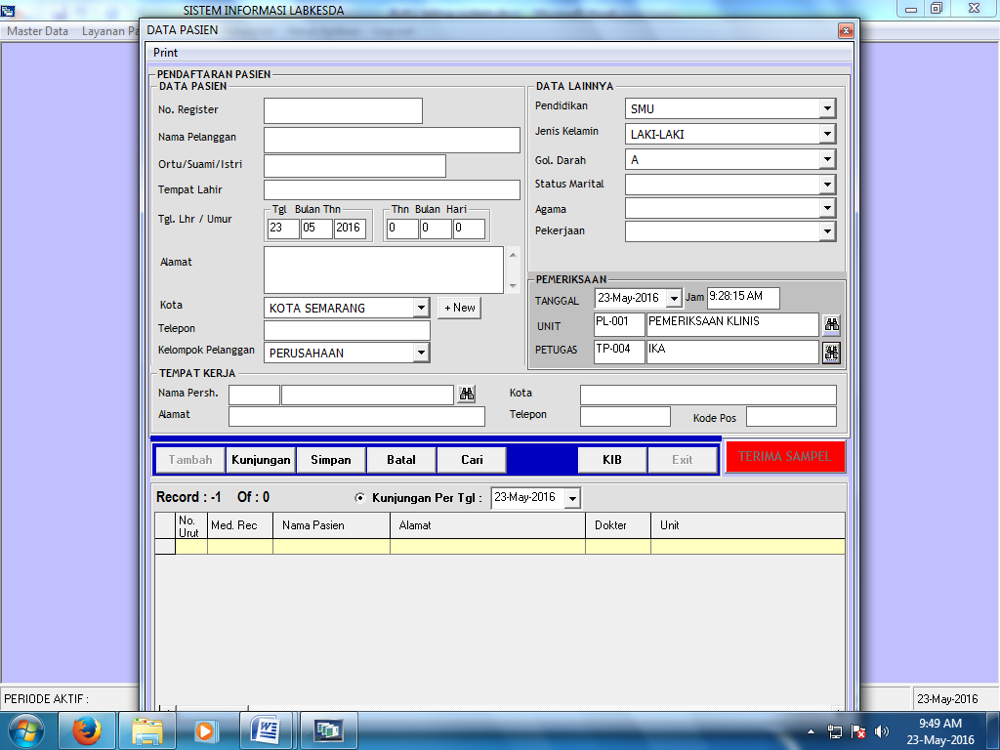 SISTEM INFORMASI LABKESDA
Master Data Layanan Pa
DATA PASIEN
Print
PENDAFTARAN PASIEN
DATA PASIEN
No. Register
Nama Pelanggan
Ortu/Suami/Istri
Tempat Lahir
Tgl Bulan Thn Thn Bulan Hari
Tgl. Lhr / Umur 23 05 2016 0 0 0
Alamat
Kota KOTA SEMARANG + New
Telepon
Kelompok Pelanggan PERUSAHAAN
DATA LAINNYA
Pendidikan SMU
Jenis Kelamin LAKI-LAKI
Gol. Darah A
Status Marital
Agama
Pekerjaan
PEMERIKSAAN
TANGGAL 23-May-2016 Jam 9:28:15 AM
UNIT PL-001 PEMERIKSAAN KLINIS
PETUGAS TP-004 IKA
TEMPAT KERJA
Nama Persh. Kota
Alamat Telepon Kode Pos
Tambah Kunjungan Simpan Batal Cari KIB Exit TERIMA SAMPEL
Record : -1 Of : 0 Kunjungan Per Tgl : 23-May-2016
No. Urut Med. Rec Nama Pasien Alamat Dokter Unit
PERIODE AKTIF : 23-May-2016
9:49 AM
23-May-2016